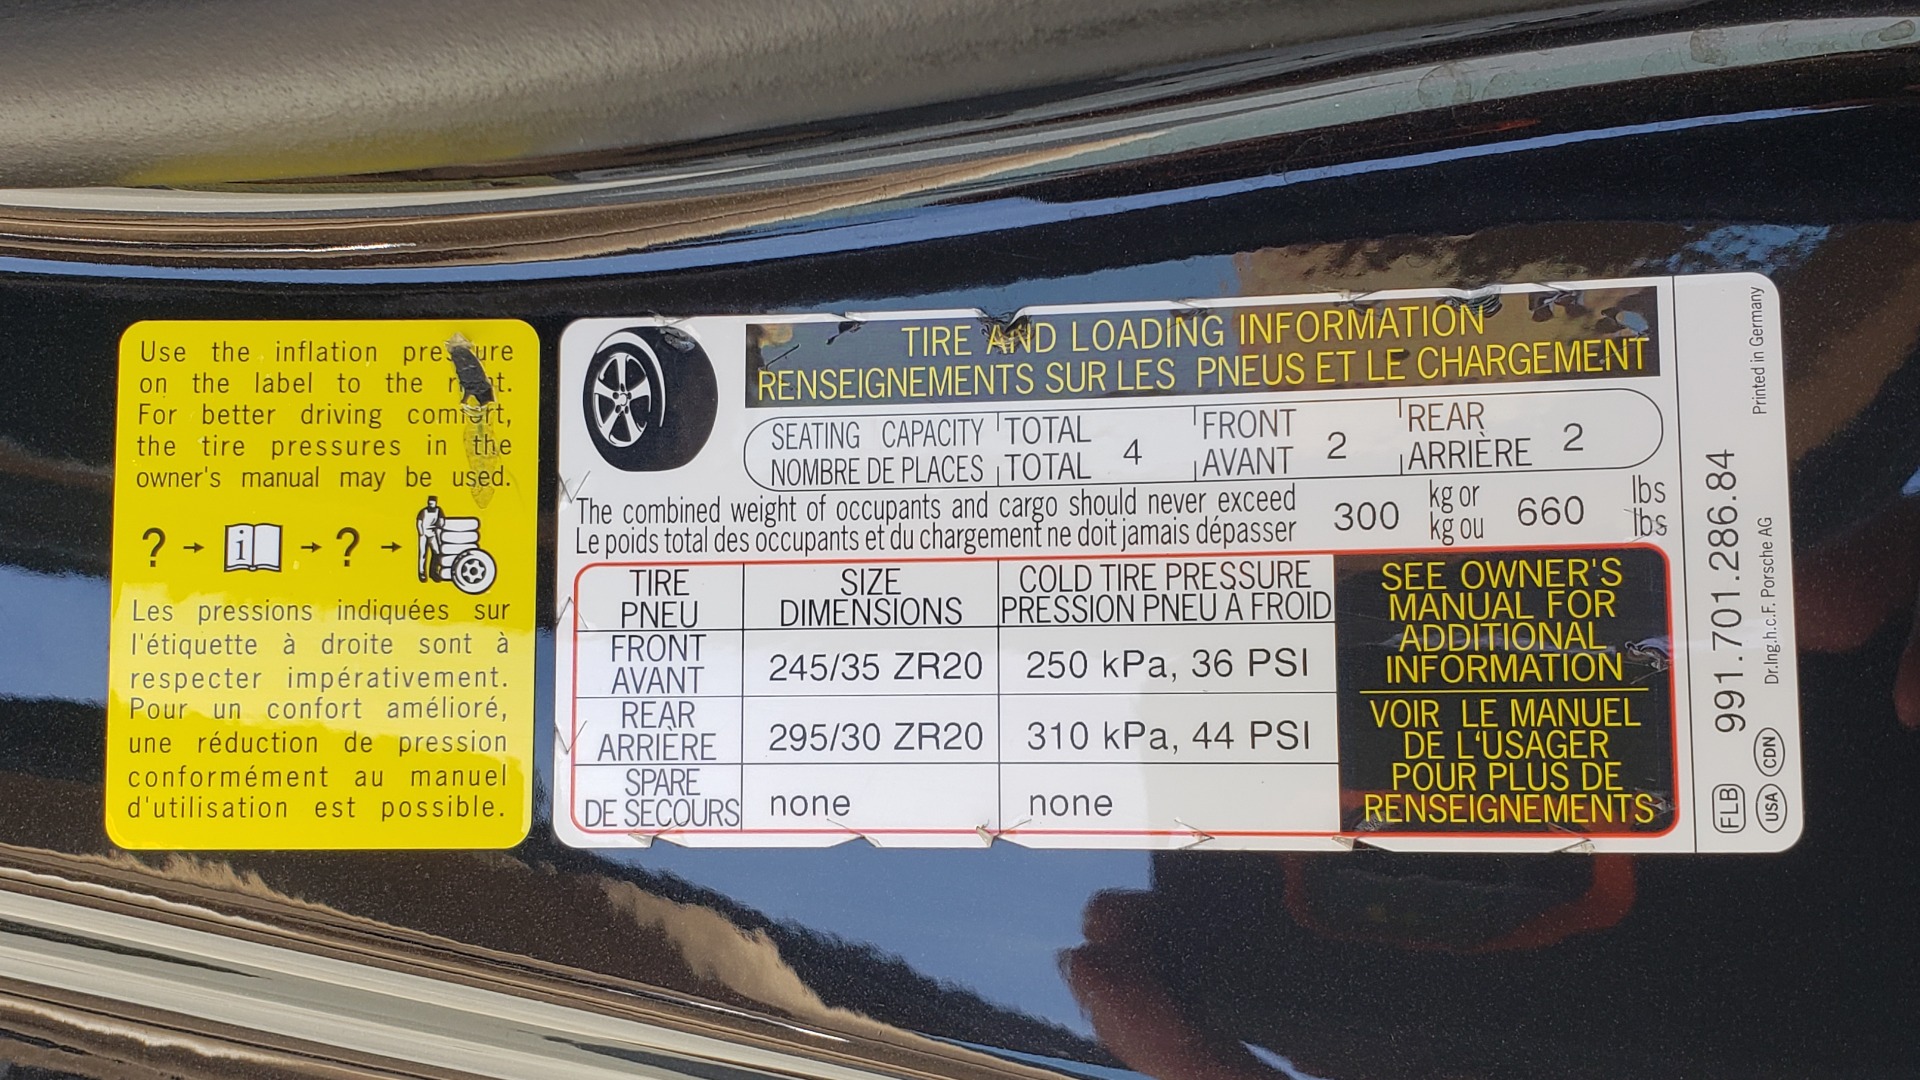 Use the inflation pressure
on the label to the right.
For better driving comfort,
the tire pressures in the
owner's manual may be used.
? → i → ? →
Les pressions indiquées sur
l'étiquette à droite sont à
respecter impérativement.
Pour un confort amélioré,
une réduction de pression
conformément au manuel
d'utilisation est possible.
TIRE AND LOADING INFORMATION
RENSEIGNEMENTS SUR LES PNEUS ET LE CHARGEMENT
SEATING CAPACITY TOTAL 4 FRONT 2 REAR 2
NOMBRE DE PLACES TOTAL AVANT ARRIÈRE
The combined weight of occupants and cargo should never exceed 300 kg or 660 lbs
Le poids total des occupants et du chargement ne doit jamais dépasser kg ou lbs
TIRE SIZE COLD TIRE PRESSURE
PNEU DIMENSIONS PRESSION PNEU A FROID
FRONT
AVANT 245/35 ZR20 250 kPa, 36 PSI
REAR
ARRIÈRE 295/30 ZR20 310 kPa, 44 PSI
SPARE
DE SECOURS none none
SEE OWNER'S
MANUAL FOR
ADDITIONAL
INFORMATION
VOIR LE MANUEL
DE L'USAGER
POUR PLUS DE
RENSEIGNEMENTS
FLB 991.701.286.84
USA CDN Dr.Ing.h.c.F. Porsche AG Printed in Germany